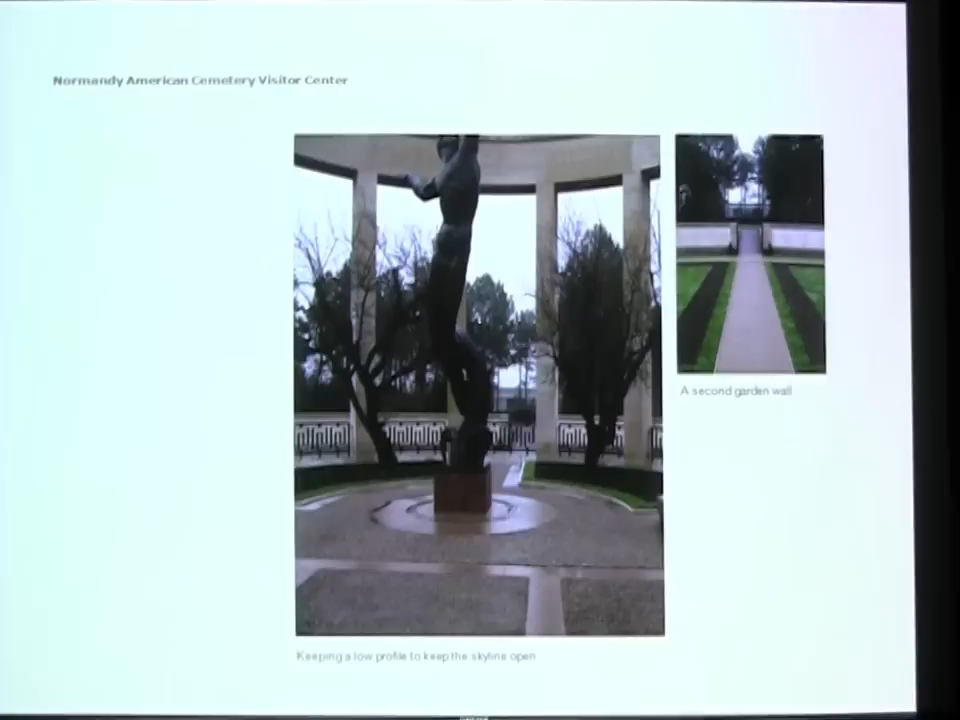 Normandy American Cemetery Visitor Center
A second garden wall
Keeping a low profile to keep the skyline open